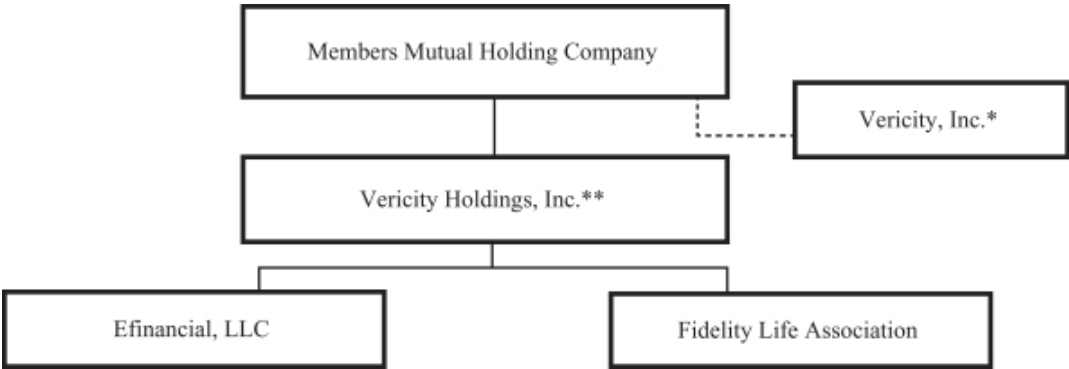 Members Mutual Holding Company
Vericity, Inc.*
Vericity Holdings, Inc.**
Efinancial, LLC
Fidelity Life Association